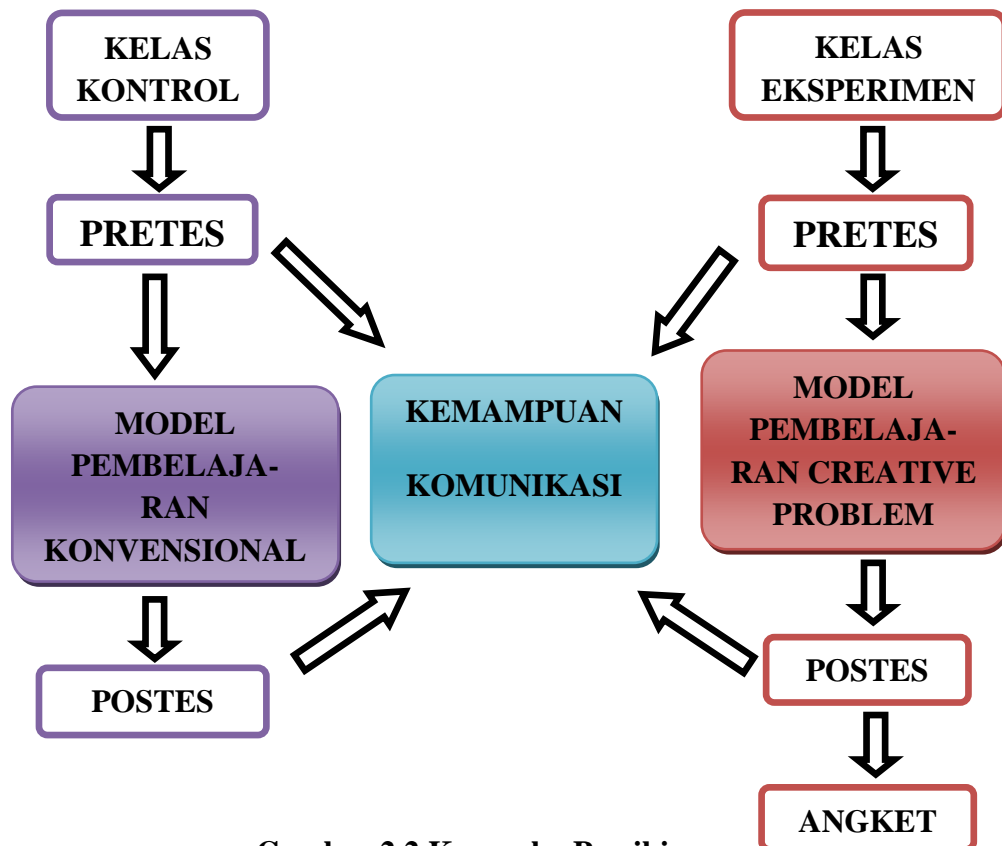 KELAS
KONTROL
KELAS
EKSPERIMEN
PRETES
PRETES
MODEL
PEMBELAJA-
RAN
KONVENSIONAL
KEMAMPUAN
KOMUNIKASI
MODEL
PEMBELAJA-
RAN CREATIVE
PROBLEM
POSTES
POSTES
ANGKET